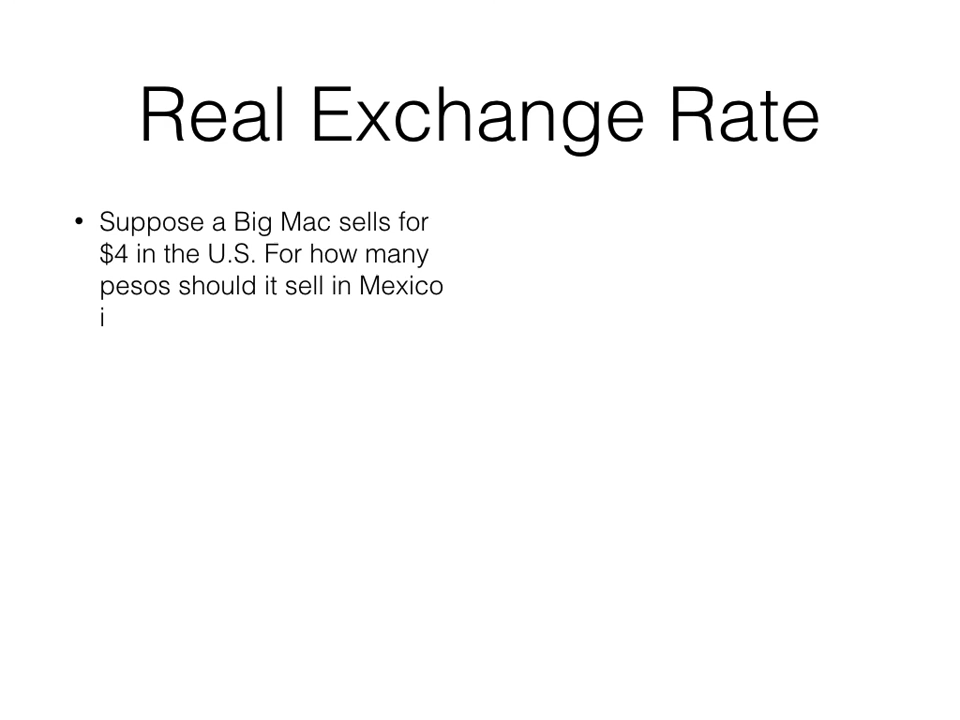 Real Exchange Rate
• Suppose a Big Mac sells for
$4 in the U.S. For how many
pesos should it sell in Mexico
i